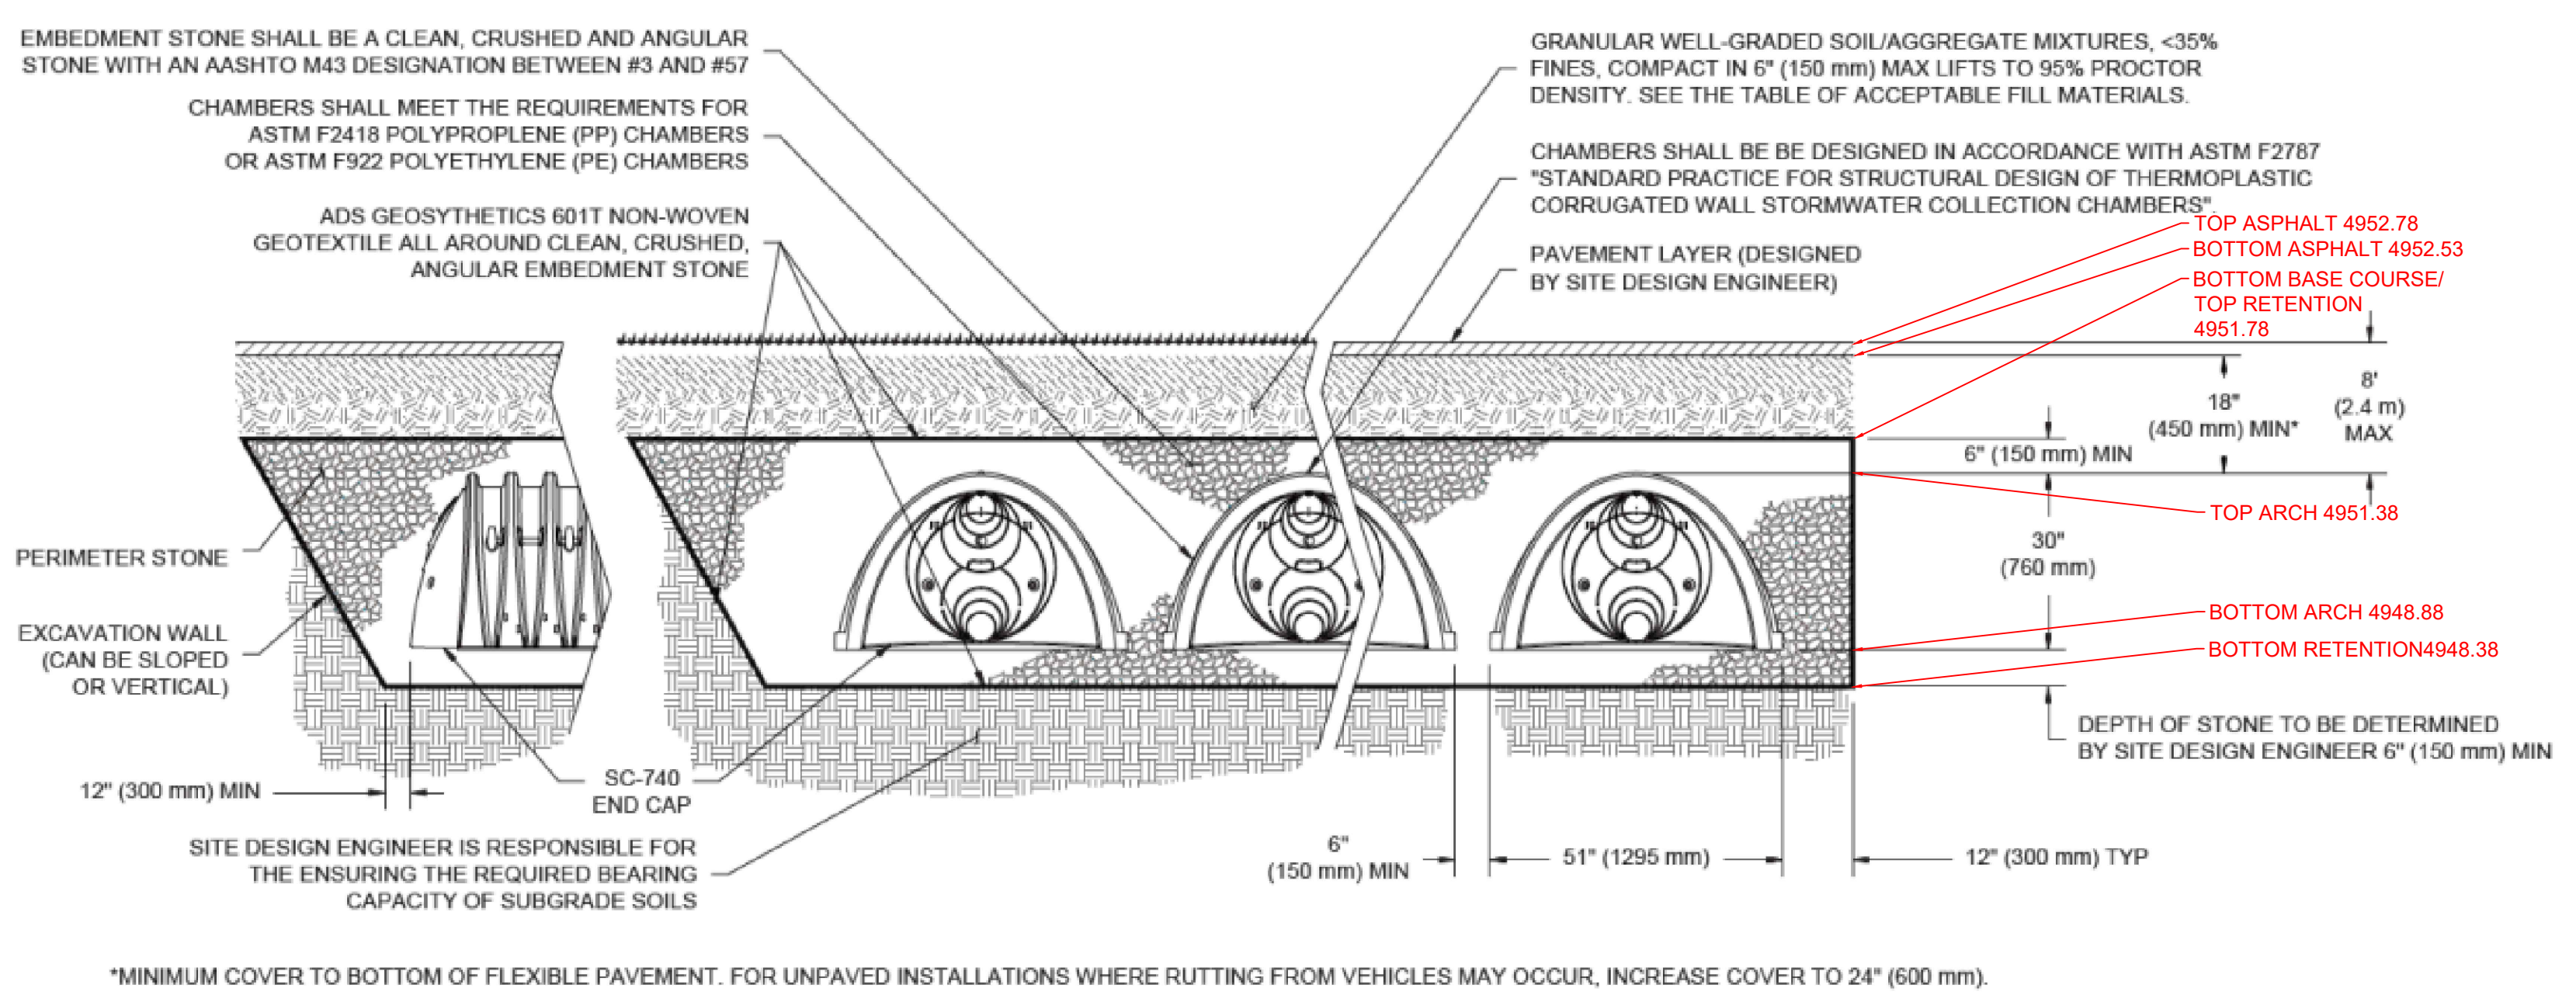 EMBEDMENT STONE SHALL BE A CLEAN, CRUSHED AND ANGULAR
STONE WITH AN AASHTO M43 DESIGNATION BETWEEN #3 AND #57
CHAMBERS SHALL MEET THE REQUIREMENTS FOR
ASTM F2418 POLYPROPLENE (PP) CHAMBERS
OR ASTM F922 POLYETHYLENE (PE) CHAMBERS
ADS GEOSYTHETICS 601T NON-WOVEN
GEOTEXTILE ALL AROUND CLEAN, CRUSHED,
ANGULAR EMBEDMENT STONE
GRANULAR WELL-GRADED SOIL/AGGREGATE MIXTURES, <35%
FINES, COMPACT IN 6" (150 mm) MAX LIFTS TO 95% PROCTOR
DENSITY. SEE THE TABLE OF ACCEPTABLE FILL MATERIALS.
CHAMBERS SHALL BE BE DESIGNED IN ACCORDANCE WITH ASTM F2787
"STANDARD PRACTICE FOR STRUCTURAL DESIGN OF THERMOPLASTIC
CORRUGATED WALL STORMWATER COLLECTION CHAMBERS".
PAVEMENT LAYER (DESIGNED
BY SITE DESIGN ENGINEER)
TOP ASPHALT 4952.78
BOTTOM ASPHALT 4952.53
BOTTOM BASE COURSE/
TOP RETENTION
4951.78
8'
(2.4 m)
MAX
18"
(450 mm) MIN*
6" (150 mm) MIN
TOP ARCH 4951.38
30"
(760 mm)
BOTTOM ARCH 4948.88
BOTTOM RETENTION4948.38
DEPTH OF STONE TO BE DETERMINED
BY SITE DESIGN ENGINEER 6" (150 mm) MIN
PERIMETER STONE
EXCAVATION WALL
(CAN BE SLOPED
OR VERTICAL)
12" (300 mm) MIN
SC-740
END CAP
SITE DESIGN ENGINEER IS RESPONSIBLE FOR
THE ENSURING THE REQUIRED BEARING
CAPACITY OF SUBGRADE SOILS
6"
(150 mm) MIN
51" (1295 mm)
12" (300 mm) TYP
*MINIMUM COVER TO BOTTOM OF FLEXIBLE PAVEMENT. FOR UNPAVED INSTALLATIONS WHERE RUTTING FROM VEHICLES MAY OCCUR, INCREASE COVER TO 24" (600 mm).